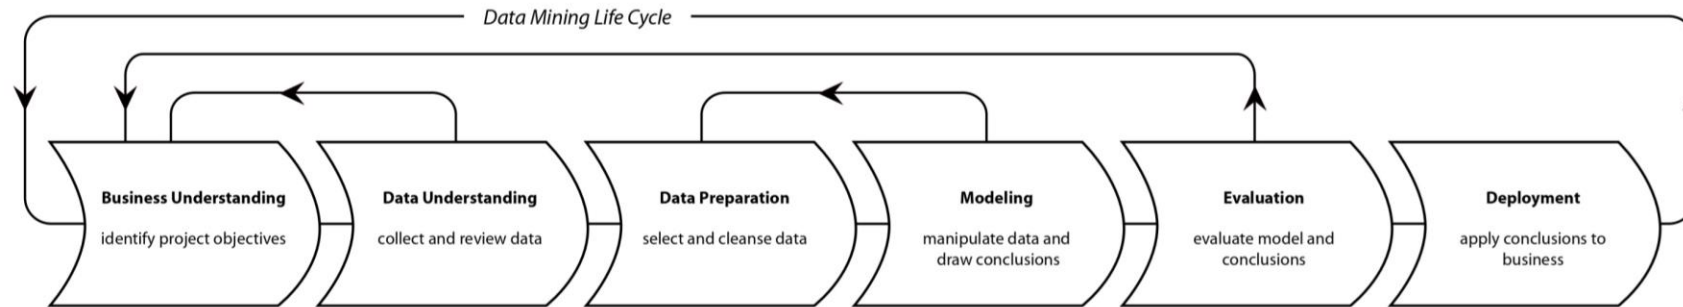 Data Mining Life Cycle
Business Understanding
identify project objectives
Data Understanding
collect and review data
Data Preparation
select and cleanse data
Modeling
manipulate data and
draw conclusions
Evaluation
evaluate model and
conclusions
Deployment
apply conclusions to
business